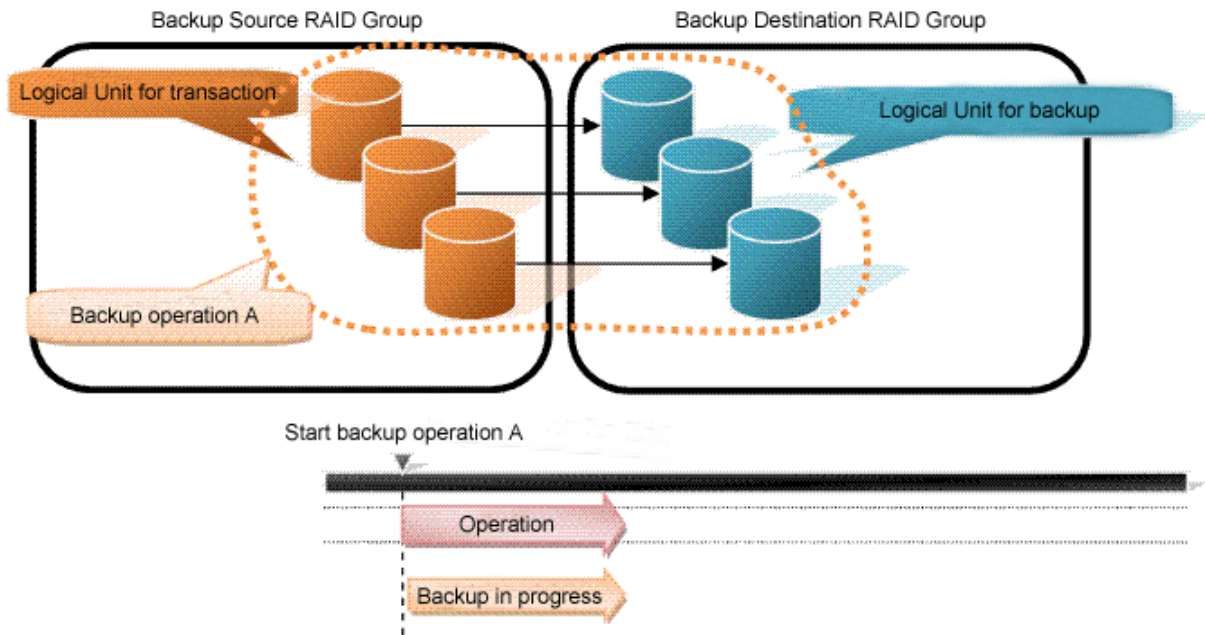 Backup Source RAID Group
Backup Destination RAID Group
Logical Unit for transaction
Logical Unit for backup
Backup operation A
Start backup operation A
Operation
Backup in progress